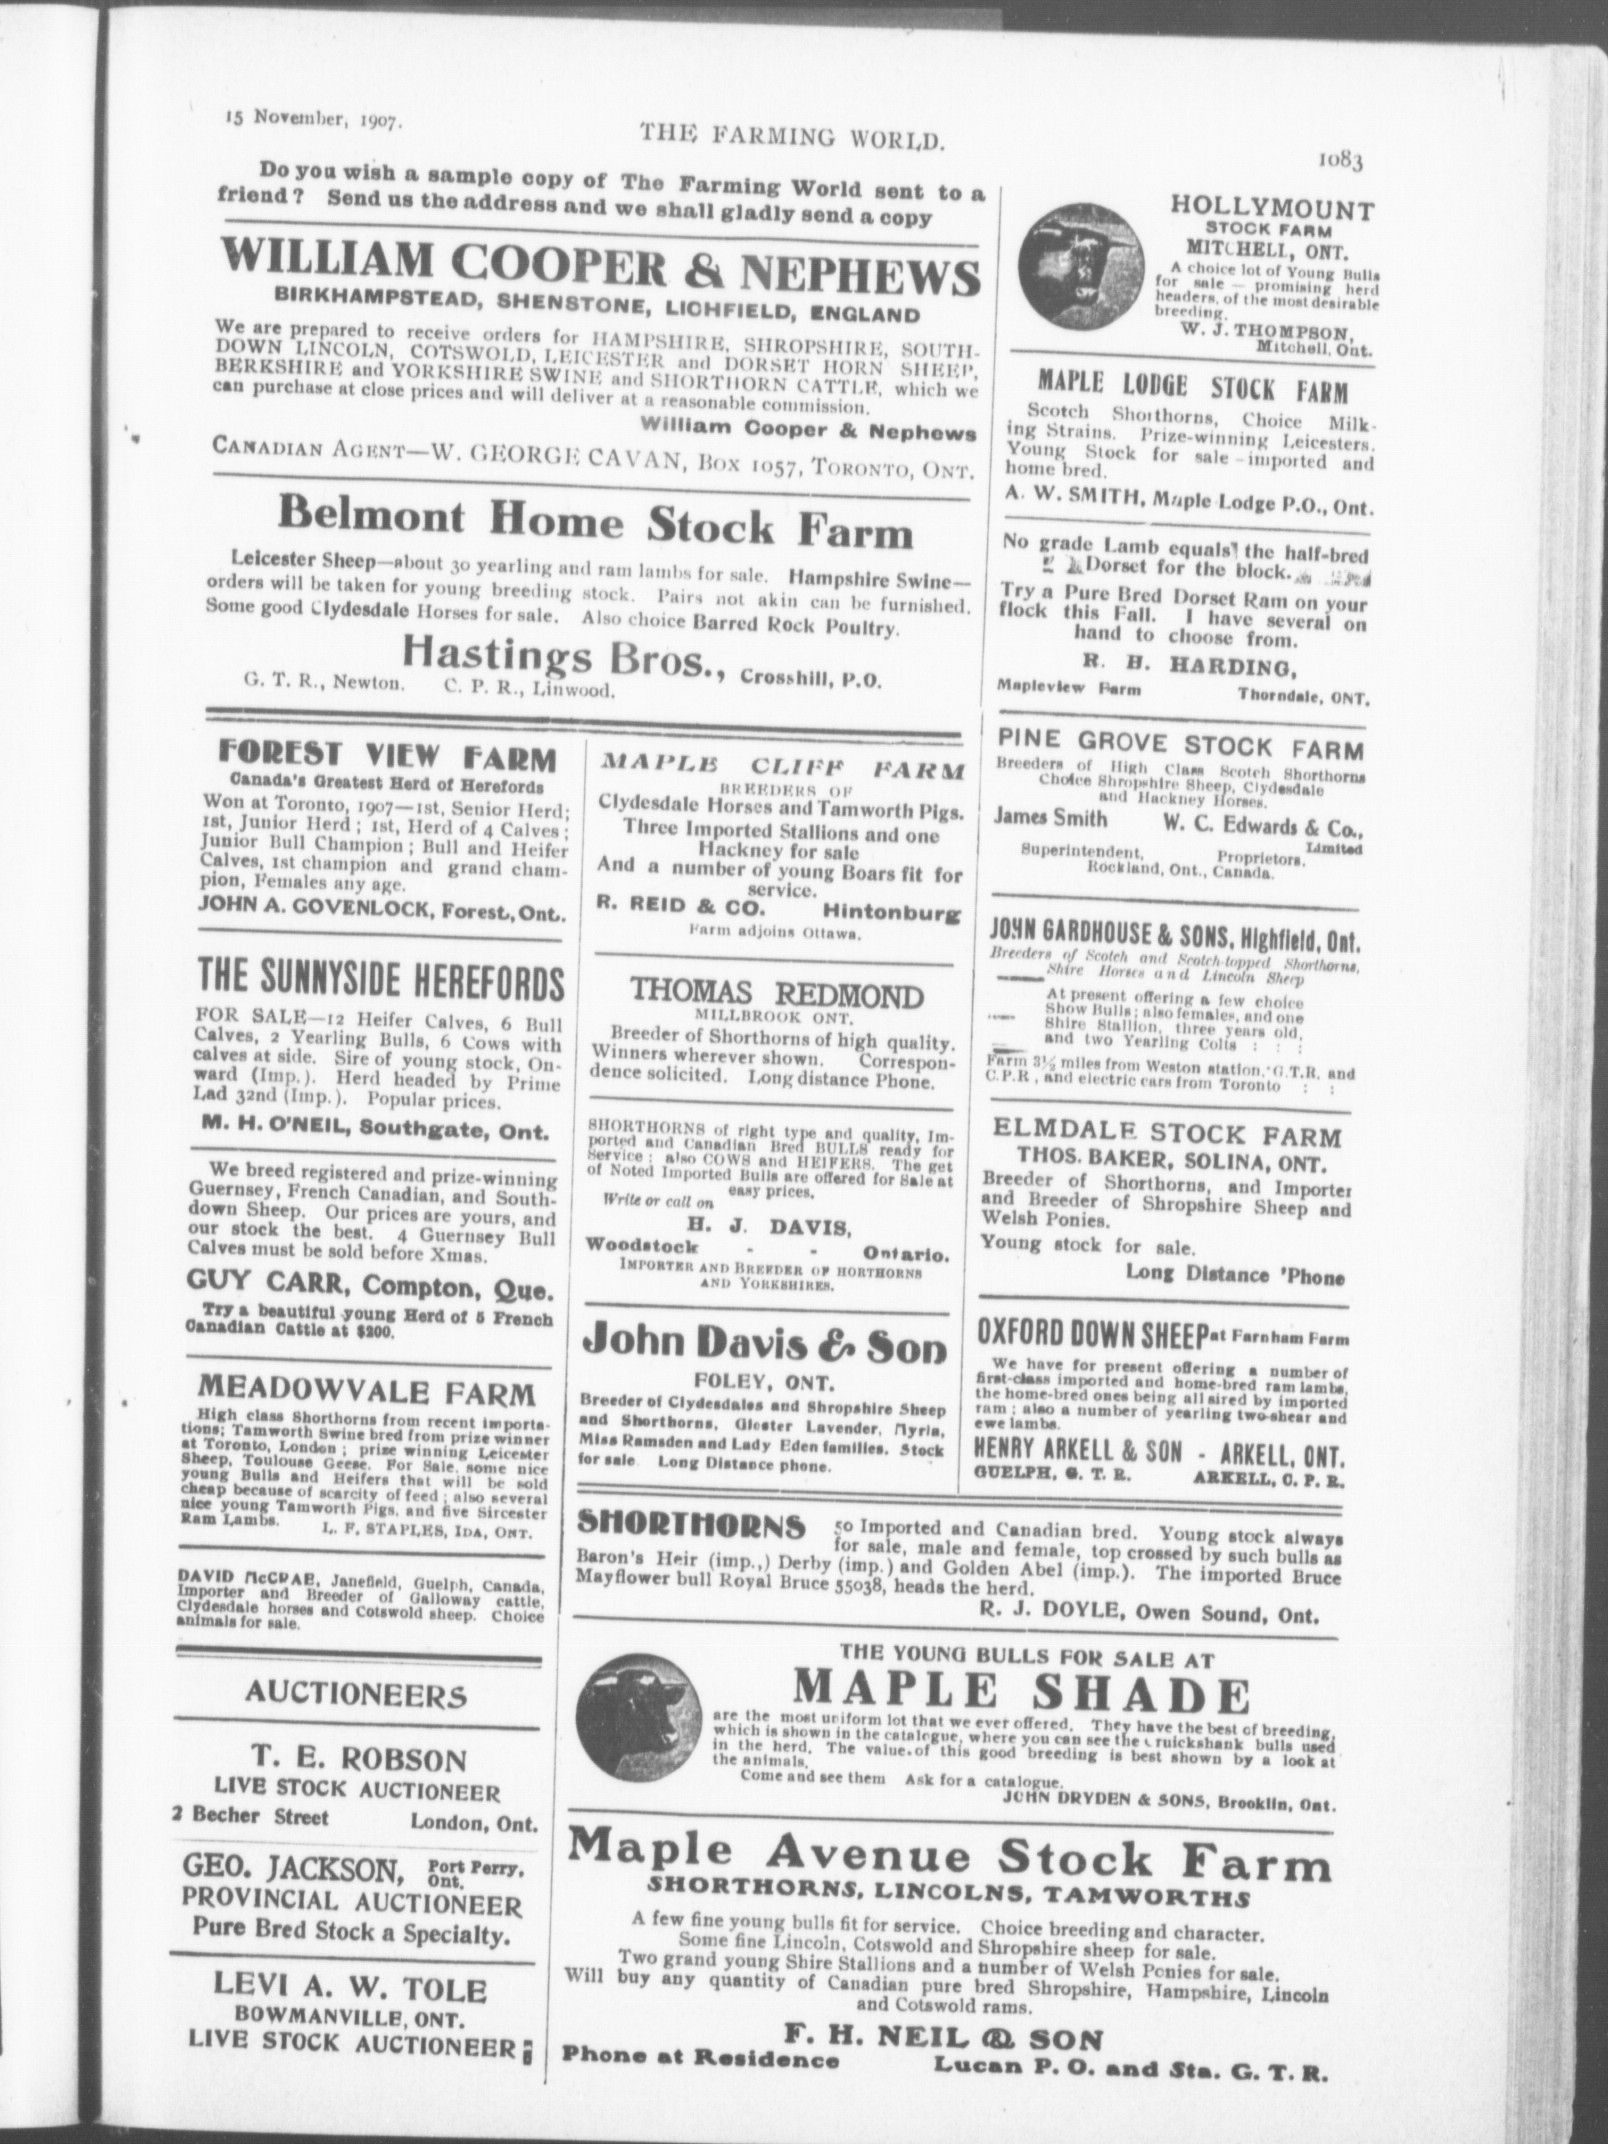 15 November, 1907.
THE FARMING WORLD.
1083
Do you wish a sample copy of The Farming World sent to a
friend? Send us the address and we shall gladly send a copy
WILLIAM COOPER & NEPHEWS
BIRKHAMPSTEAD, SHENSTONE, LICHFIELD, ENGLAND
We are prepared to receive orders for HAMPSHIRE, SHROPSHIRE, SOUTH-
DOWN LINCOLN, COTSWOLD, LEICESTER and DORSET HORN SHEEP,
BERKSHIRE and YORKSHIRE SWINE and SHORTHORN CATTLE, which we
can purchase at close prices and will deliver at a reasonable commission.
William Cooper & Nephews
CANADIAN AGENT—W. GEORGE CAVAN, BOX 1057, TORONTO, ONT.
Belmont Home Stock Farm
Leicester Sheep—about 30 yearling and ram lambs for sale. Hampshire Swine—
orders will be taken for young breeding stock. Pairs not akin can be furnished.
Some good Clydesdale Horses for sale. Also choice Barred Rock Poultry.
Hastings Bros., Crosshill, P.O.
G. T. R., Newton. C. P. R., Linwood.
FOREST VIEW FARM
Canada's Greatest Herd of Herefords
Won at Toronto, 1907—1st, Senior Herd;
1st, Junior Herd; 1st, Herd of 4 Calves;
Junior Bull Champion; Bull and Heifer
Calves, 1st champion and grand cham-
pion, Females any age.
JOHN A. GOVENLOCK, Forest, Ont.
THE SUNNYSIDE HEREFORDS
FOR SALE—12 Heifer Calves, 6 Bull
Calves, 2 Yearling Bulls, 6 Cows with
calves at side. Sire of young stock, On-
ward (Imp.). Herd headed by Prime
Lad 32nd (Imp.). Popular prices.
M. H. O'NEIL, Southgate, Ont.
We breed registered and prize-winning
Guernsey, French Canadian, and South-
down Sheep. Our prices are yours, and
our stock the best. 4 Guernsey Bull
Calves must be sold before Xmas.
GUY CARR, Compton, Que.
Try a beautiful young Herd of 5 French
Canadian Cattle at $200.
MEADOWVALE FARM
High class Shorthorns from recent importa-
tions; Tamworth Swine bred from prize winner
at Toronto, London; prize winning Leicester
Sheep, Toulouse Geese. For Sale, some nice
young Bulls and Heifers that will be sold
cheap because of scarcity of feed; also several
nice young Tamworth Pigs, and five Sircester
Ram Lambs.
L. F. STAPLES, IDA, ONT.
DAVID McCRAE, Janefield, Guelph, Canada,
Importer and Breeder of Galloway cattle,
Clydesdale horses and Cotswold sheep. Choice
animals for sale.
AUCTIONEERS
T. E. ROBSON
LIVE STOCK AUCTIONEER
2 Becher Street London, Ont.
GEO. JACKSON, Port Perry,
Ont.
PROVINCIAL AUCTIONEER
Pure Bred Stock a Specialty.
LEVI A. W. TOLE
BOWMANVILLE, ONT.
LIVE STOCK AUCTIONEER
MAPLE CLIFF FARM
BREEDERS OF
Clydesdale Horses and Tamworth Pigs.
Three Imported Stallions and one
Hackney for sale
And a number of young Boars fit for
service.
R. REID & CO. Hintonburg
Farm adjoins Ottawa.
THOMAS REDMOND
MILLBROOK ONT.
Breeder of Shorthorns of high quality.
Winners wherever shown. Correspon-
dence solicited. Long distance Phone.
SHORTHORNS of right type and quality, Im-
ported and Canadian Bred BULLS ready for
Service; also COWS and HEIFERS. The get
of Noted Imported Bulls are offered for Sale at
easy prices.
Write or call on
H. J. DAVIS,
Woodstock - - Ontario.
IMPORTER AND BREEDER OF HORTHORNS
AND YORKSHIRES.
John Davis & Son
FOLEY, ONT.
Breeder of Clydesdales and Shropshire Sheep
and Shorthorns, Gloster Lavender, Myria,
Miss Ramsden and Lady Eden families. Stock
for sale. Long Distance phone.
HOLLYMOUNT
STOCK FARM
MITCHELL, ONT.
A choice lot of Young Bulls
for sale — promising herd
headers, of the most desirable
breeding.
W. J. THOMPSON,
Mitchell, Ont.
MAPLE LODGE STOCK FARM
Scotch Shorthorns, Choice Milk-
ing Strains. Prize-winning Leicesters.
Young Stock for sale—imported and
home bred.
A. W. SMITH, Maple Lodge P.O., Ont.
No grade Lamb equals the half-bred
Dorset for the block.
Try a Pure Bred Dorset Ram on your
flock this Fall. I have several on
hand to choose from.
R. H. HARDING,
Mapleview Farm Thorndale, ONT.
PINE GROVE STOCK FARM
Breeders of High Class Scotch Shorthorns
Choice Shropshire Sheep, Clydesdale
and Hackney Horses.
James Smith W. C. Edwards & Co.,
Limited
Superintendent, Proprietors.
Rockland, Ont., Canada.
JOHN GARDHOUSE & SONS, Highfield, Ont.
Breeders of Scotch and Scotch-topped Shorthorns,
Shire Horses and Lincoln Sheep
At present offering a few choice
Show Bulls; also females, and one
Shire Stallion, three years old,
and two Yearling Colts : : :
Farm 3½ miles from Weston station, G.T.R. and
C.P.R., and electric cars from Toronto : :
ELMDALE STOCK FARM
THOS. BAKER, SOLINA, ONT.
Breeder of Shorthorns, and Importer
and Breeder of Shropshire Sheep and
Welsh Ponies.
Young stock for sale.
Long Distance 'Phone
OXFORD DOWN SHEEP at Farnham Farm
We have for present offering a number of
first-class imported and home-bred ram lambs,
the home-bred ones being all sired by imported
ram; also a number of yearling two-shear and
ewe lambs.
HENRY ARKELL & SON - ARKELL, ONT.
GUELPH, G. T. R. ARKELL, C. P. R.
SHORTHORNS 50 Imported and Canadian bred. Young stock always
for sale, male and female, top crossed by such bulls as
Baron's Heir (imp.,) Derby (imp.) and Golden Abel (imp.). The imported Bruce
Mayflower bull Royal Bruce 55038, heads the herd.
R. J. DOYLE, Owen Sound, Ont.
THE YOUNG BULLS FOR SALE AT
MAPLE SHADE
are the most uniform lot that we ever offered. They have the best of breeding,
which is shown in the catalogue, where you can see the Cruickshank bulls used
in the herd. The value of this good breeding is best shown by a look at
the animals.
Come and see them Ask for a catalogue.
JOHN DRYDEN & SONS, Brooklin, Ont.
Maple Avenue Stock Farm
SHORTHORNS, LINCOLNS, TAMWORTHS
A few fine young bulls fit for service. Choice breeding and character.
Some fine Lincoln, Cotswold and Shropshire sheep for sale.
Two grand young Shire Stallions and a number of Welsh Ponies for sale.
Will buy any quantity of Canadian pure bred Shropshire, Hampshire, Lincoln
and Cotswold rams.
F. H. NEIL & SON
Phone at Residence Lucan P. O. and Sta. G. T. R.